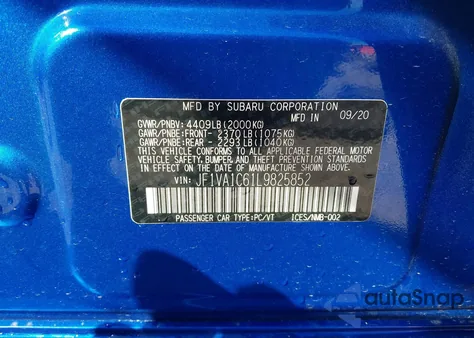 MFD BY SUBARU CORPORATION
GVWR/PNBV: 4409LB(2000KG) MFD IN 09/20
GAWR/PNBE:FRONT- 2370LB(1075KG)
GAWR/PNBE:REAR - 2293LB(1040KG)
THIS VEHICLE CONFORMS TO ALL APPLICABLE FEDERAL MOTOR
VEHICLE SAFETY, BUMPER, AND THEFT PREVENTION STANDARDS
IN EFFECT ON THE DATE OF MANUFACTURE SHOWN ABOVE.
VIN: JF1VA1C61L9825852
PASSENGER CAR TYPE:PC/VT ICES/NMB-002
autoSnap